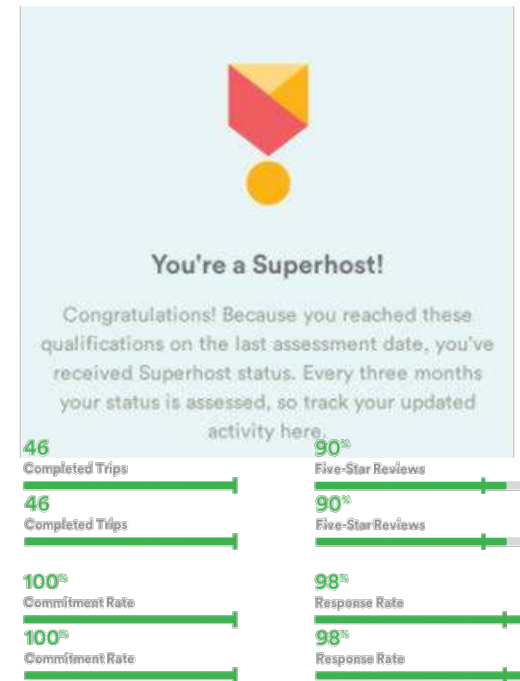 You're a Superhost!
Congratulations! Because you reached these
qualifications on the last assessment date, you've
received Superhost status. Every three months
your status is assessed, so track your updated
activity here.
46 90%
Completed Trips Five-Star Reviews
46 90%
Completed Trips Five-Star Reviews
100% 98%
Commitment Rate Response Rate
100% 98%
Commitment Rate Response Rate